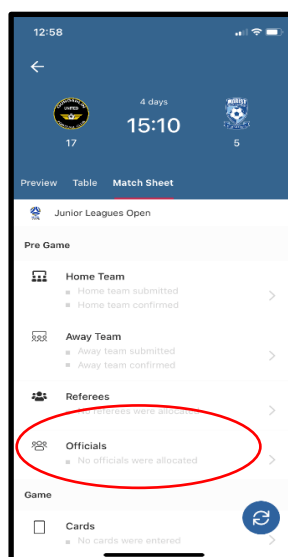 12:58
4 days
15:10
UNITED
17
5
Preview Table Match Sheet
Junior Leagues Open
Pre Game
Home Team
Home team submitted
Home team confirmed
Away Team
Away team submitted
Away team confirmed
Referees
No referees were allocated
Officials
No officials were allocated
Game
Cards
No cards were entered